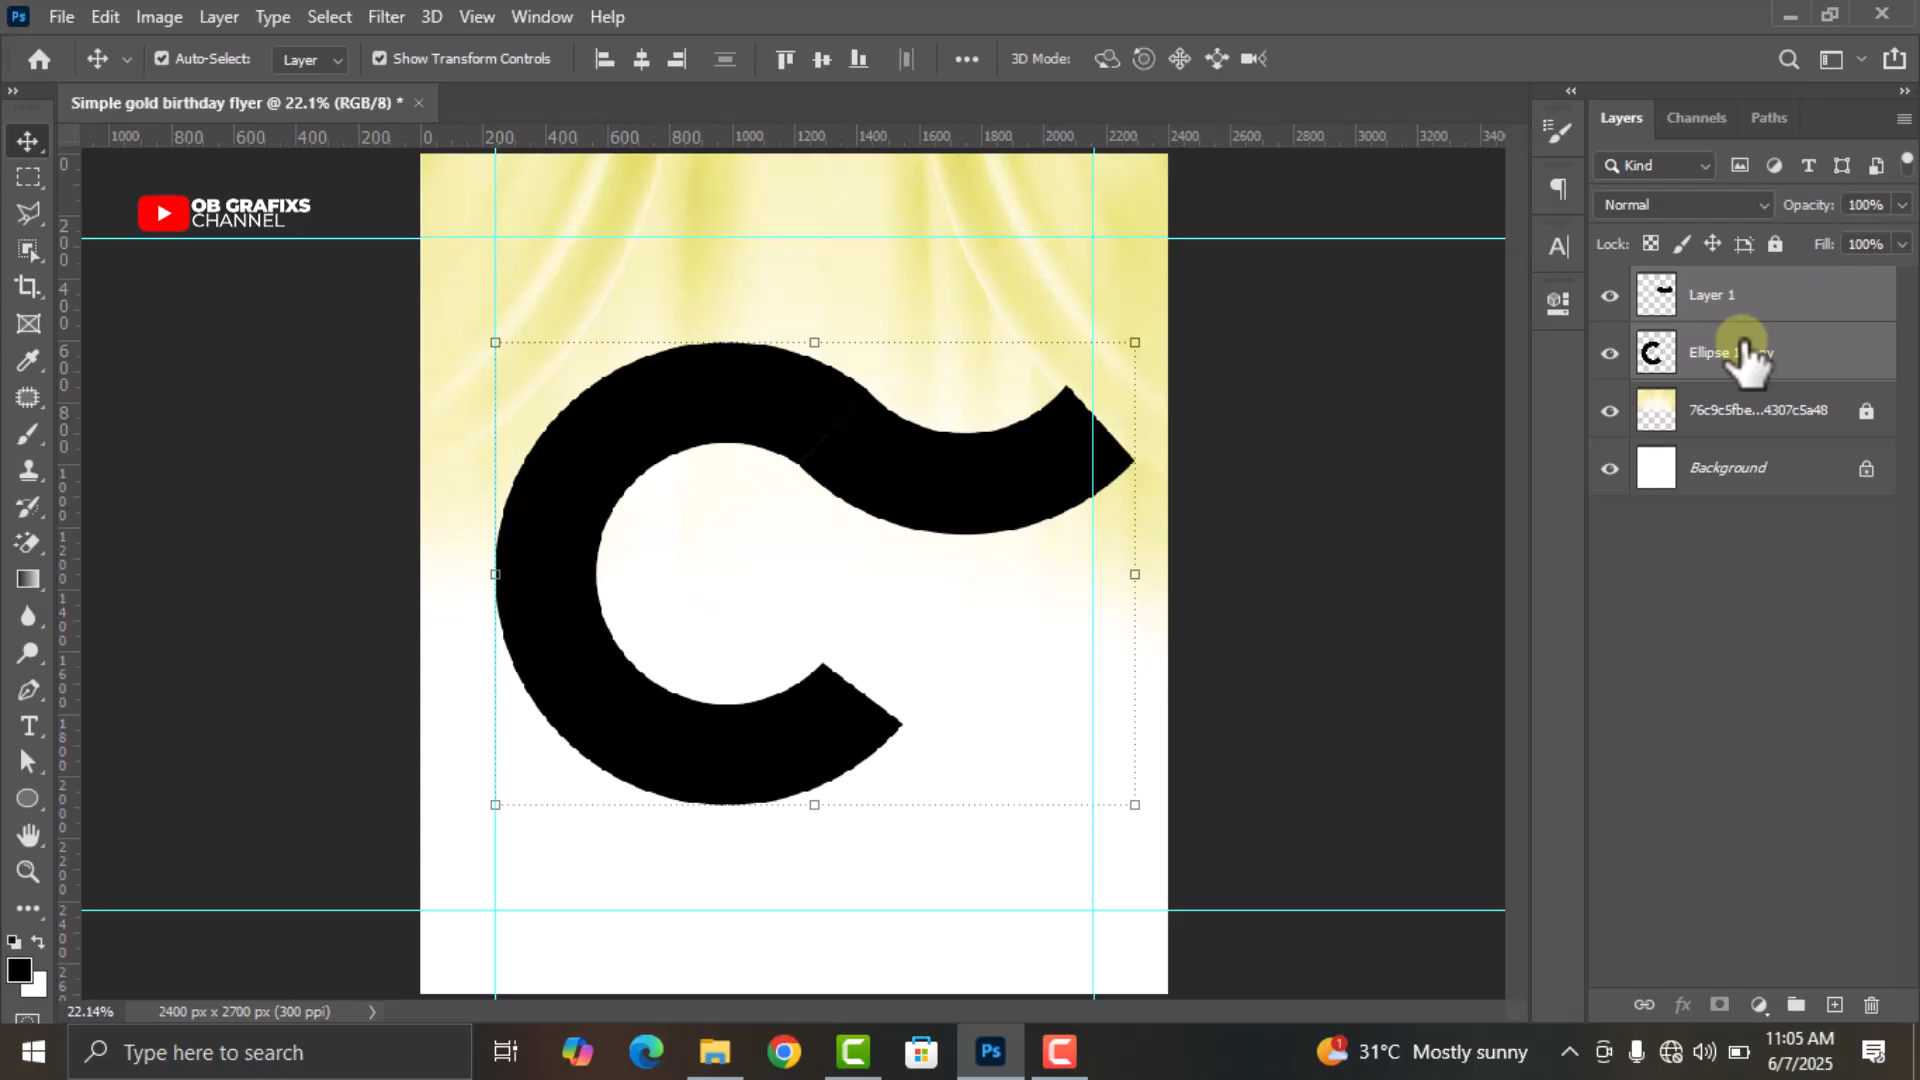 Ps File Edit Image Layer Type Select Filter 3D View Window Help
Auto-Select: Layer Show Transform Controls 3D Mode:
Simple gold birthday flyer @ 22.1% (RGB/8) *
1000 800 600 400 200 0 200 400 600 800 1000 1200 1400 1600 1800 2000 2200 2400 2600 2800 3000 3200 3400
OB GRAFIXS
CHANNEL
Layers Channels Paths
Kind
Normal Opacity: 100%
Lock: Fill: 100%
Layer 1
Ellipse 1
76c9c5fbe...4307c5a48
Background
22.14% 2400 px x 2700 px (300 ppi)
Type here to search
31°C Mostly sunny
11:05 AM
6/7/2025